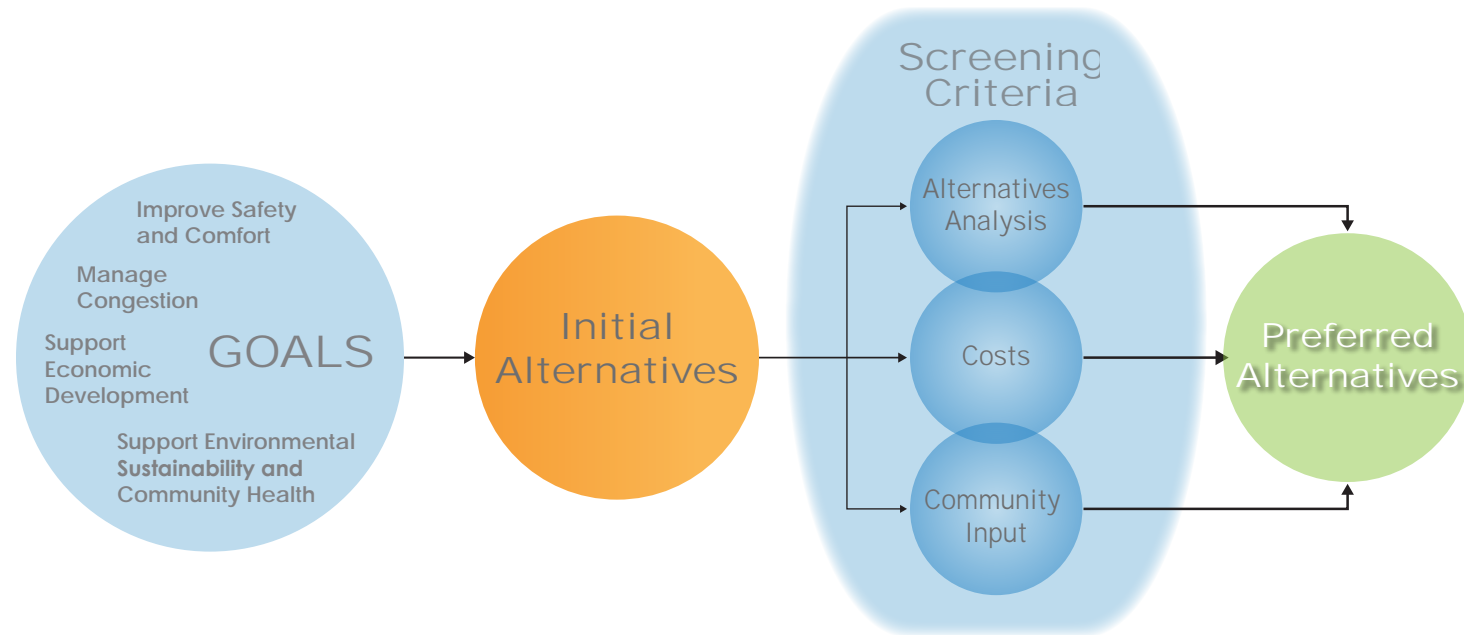 Improve Safety
and Comfort
Manage
Congestion
Support
Economic
Development
GOALS
Support Environmental
Sustainability and
Community Health
Initial
Alternatives
Screening
Criteria
Alternatives
Analysis
Costs
Community
Input
Preferred
Alternatives